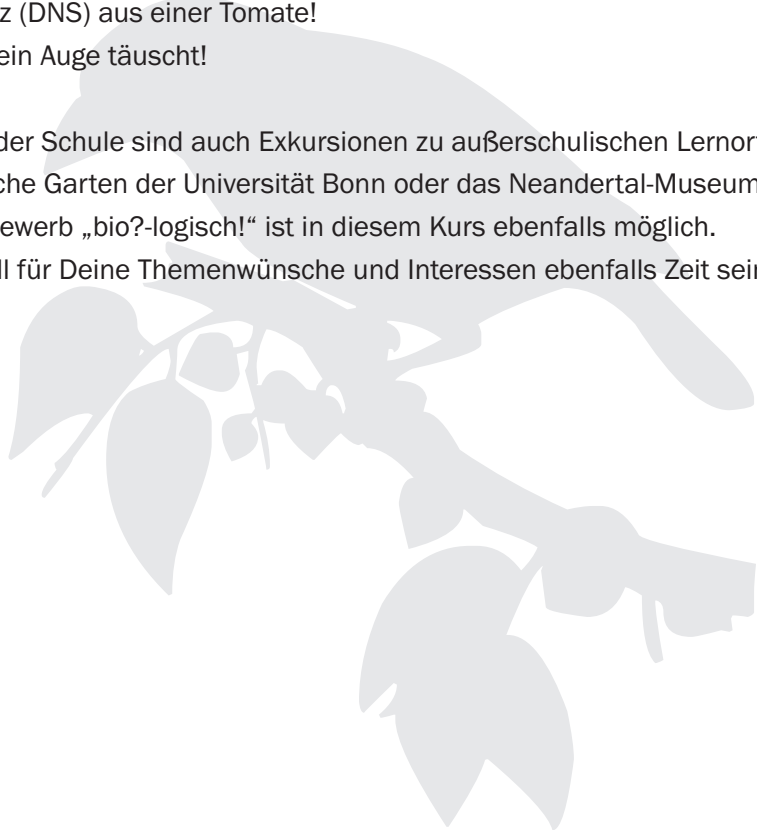 z (DNS) aus einer Tomate!
ein Auge täuscht!
der Schule sind auch Exkursionen zu außerschulischen Lernor
che Garten der Universität Bonn oder das Neandertal-Museum
ewerb „bio?-logisch!“ ist in diesem Kurs ebenfalls möglich.
ll für Deine Themenwünsche und Interessen ebenfalls Zeit sei